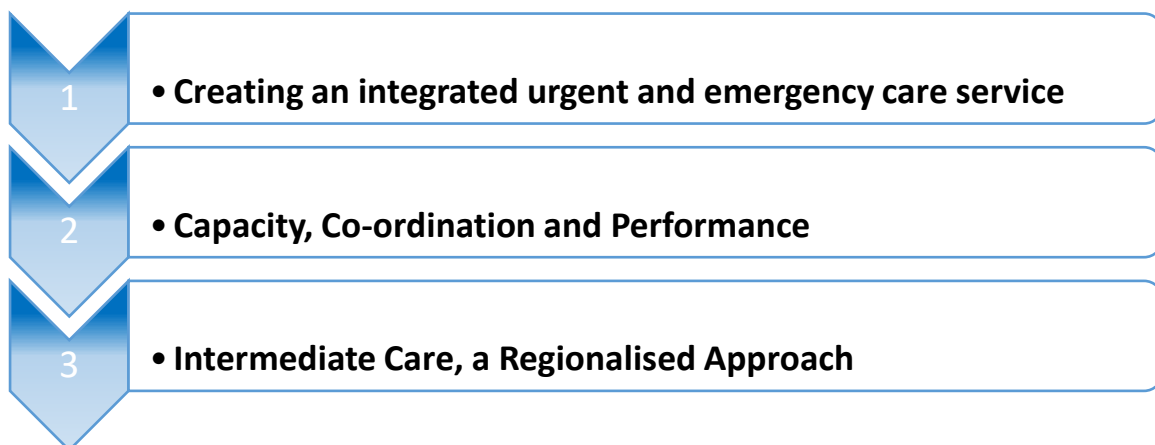 1
• Creating an integrated urgent and emergency care service
2
• Capacity, Co-ordination and Performance
3
• Intermediate Care, a Regionalised Approach